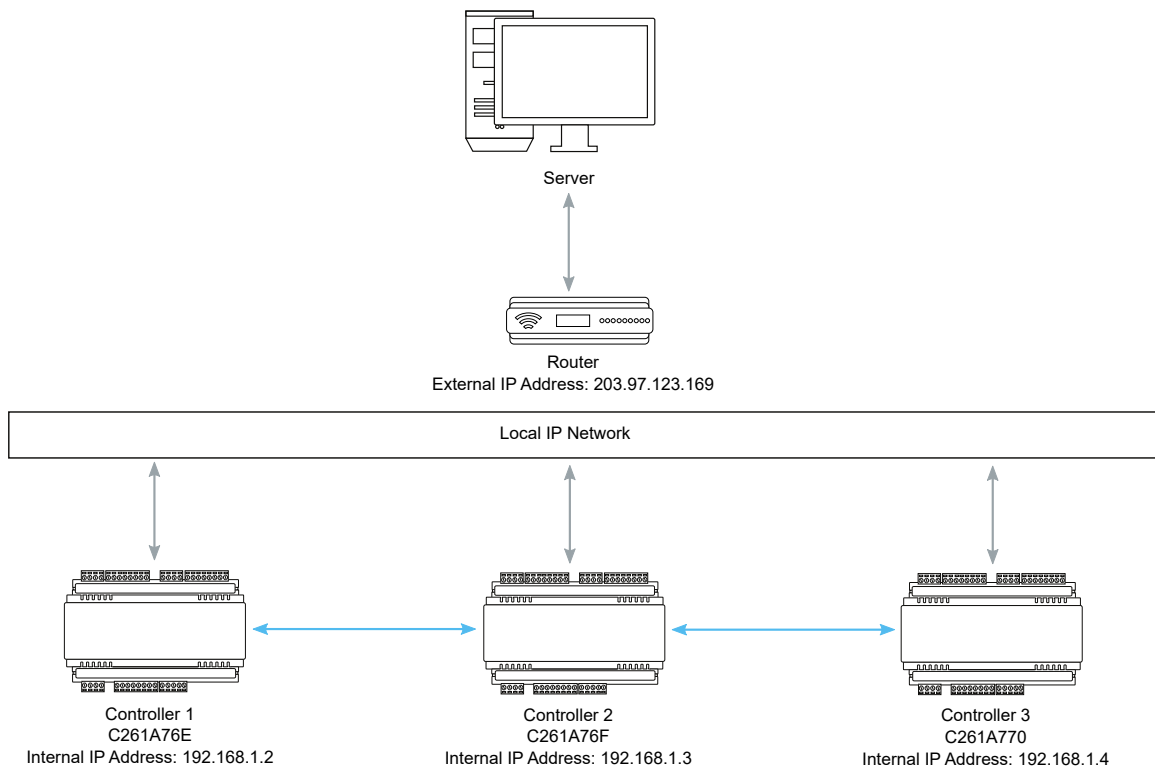 Server
Router
External IP Address: 203.97.123.169
Local IP Network
Controller 1
C261A76E
Internal IP Address: 192.168.1.2
Controller 2
C261A76F
Internal IP Address: 192.168.1.3
Controller 3
C261A770
Internal IP Address: 192.168.1.4